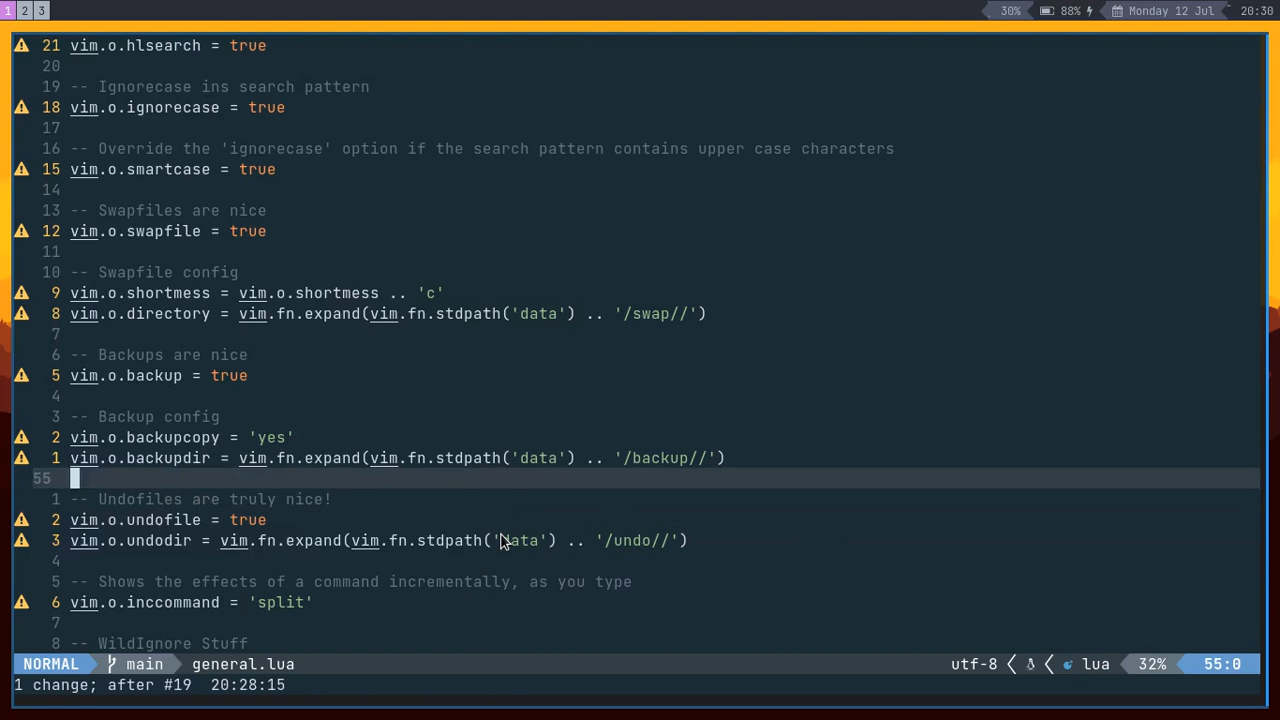 1 2 3 30% 88% Monday 12 Jul 20:30
21 vim.o.hlsearch = true
20
19 -- Ignorecase ins search pattern
18 vim.o.ignorecase = true
17
16 -- Override the 'ignorecase' option if the search pattern contains upper case characters
15 vim.o.smartcase = true
14
13 -- Swapfiles are nice
12 vim.o.swapfile = true
11
10 -- Swapfile config
9 vim.o.shortmess = vim.o.shortmess .. 'c'
8 vim.o.directory = vim.fn.expand(vim.fn.stdpath('data') .. '/swap//')
7
6 -- Backups are nice
5 vim.o.backup = true
4
3 -- Backup config
2 vim.o.backupcopy = 'yes'
1 vim.o.backupdir = vim.fn.expand(vim.fn.stdpath('data') .. '/backup//')
55
1 -- Undofiles are truly nice!
2 vim.o.undofile = true
3 vim.o.undodir = vim.fn.expand(vim.fn.stdpath('data') .. '/undo//')
4
5 -- Shows the effects of a command incrementally, as you type
6 vim.o.inccommand = 'split'
7
8 -- WildIgnore Stuff
NORMAL main general.lua utf-8 lua 32% 55:0
1 change; after #19 20:28:15